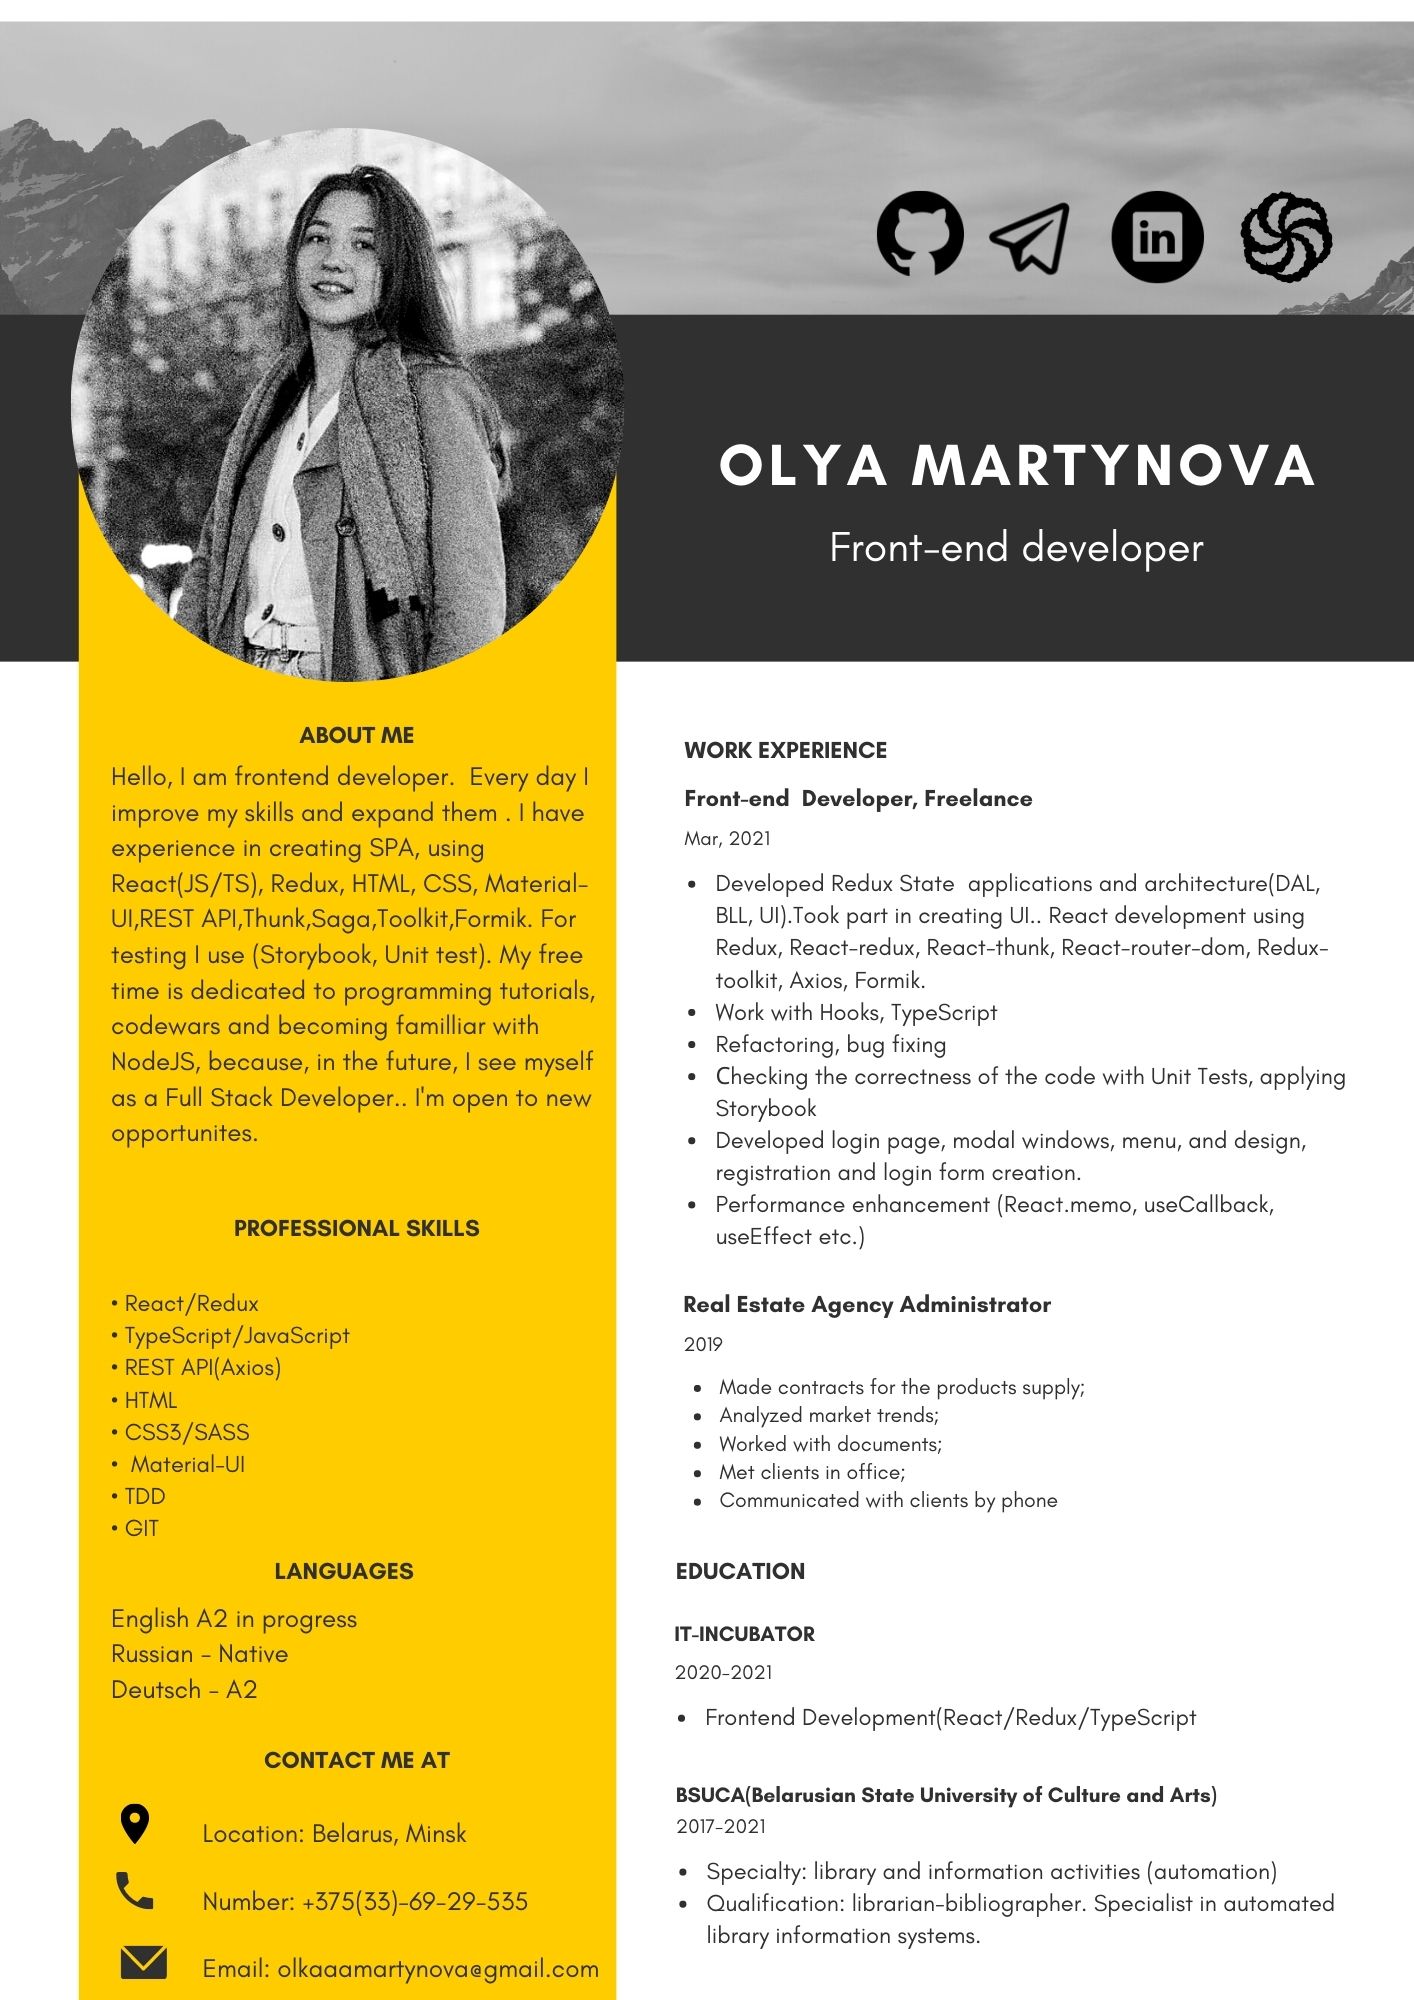 OLYA MARTYNOVA
Front-end developer
ABOUT ME
Hello, I am frontend developer.  Every day I
improve my skills and expand them . I have
experience in creating SPA, using
React(JS/TS), Redux, HTML, CSS, Material-
UI,REST API,Thunk,Saga,Toolkit,Formik. For
testing I use (Storybook, Unit test). My free
time is dedicated to programming tutorials,
codewars and becoming familliar with
NodeJS, because, in the future, I see myself
as a Full Stack Developer.. I'm open to new
opportunites.
PROFESSIONAL SKILLS
• React/Redux
• TypeScript/JavaScript
• REST API(Axios)
• HTML
• CSS3/SASS
•  Material-UI
• TDD
• GIT
LANGUAGES
English A2 in progress
Russian - Native
Deutsch - A2
CONTACT ME AT
Location: Belarus, Minsk
Number: +375(33)-69-29-535
Email: olkaaamartynova@gmail.com
WORK EXPERIENCE
Front-end  Developer, Freelance
Mar, 2021
• Developed Redux State  applications and architecture(DAL,
BLL, UI).Took part in creating UI.. React development using
Redux, React-redux, React-thunk, React-router-dom, Redux-
toolkit, Axios, Formik.
• Work with Hooks, TypeScript
• Refactoring, bug fixing
• Checking the correctness of the code with Unit Tests, applying
Storybook
• Developed login page, modal windows, menu, and design,
registration and login form creation.
• Performance enhancement (React.memo, useCallback,
useEffect etc.)
Real Estate Agency Administrator
2019
• Made contracts for the products supply;
• Analyzed market trends;
• Worked with documents;
• Met clients in office;
• Communicated with clients by phone
EDUCATION
IT-INCUBATOR
2020-2021
• Frontend Development(React/Redux/TypeScript
BSUCA(Belarusian State University of Culture and Arts)
2017-2021
• Specialty: library and information activities (automation)
• Qualification: librarian-bibliographer. Specialist in automated
library information systems.